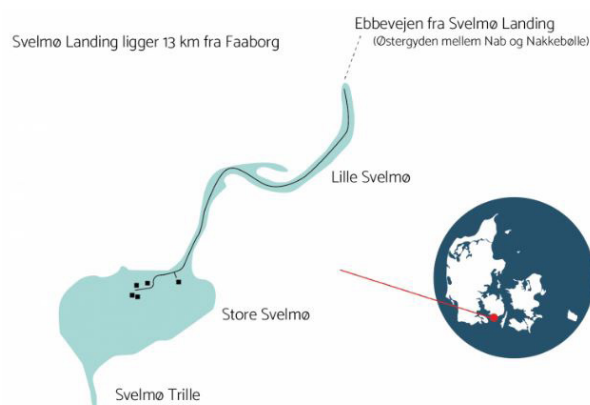 Ebbevejen fra Svelmø Landing
(Østergyden mellem Nab og Nakkebølle)
Svelmø Landing ligger 13 km fra Faaborg
Lille Svelmø
Store Svelmø
Svelmø Trille